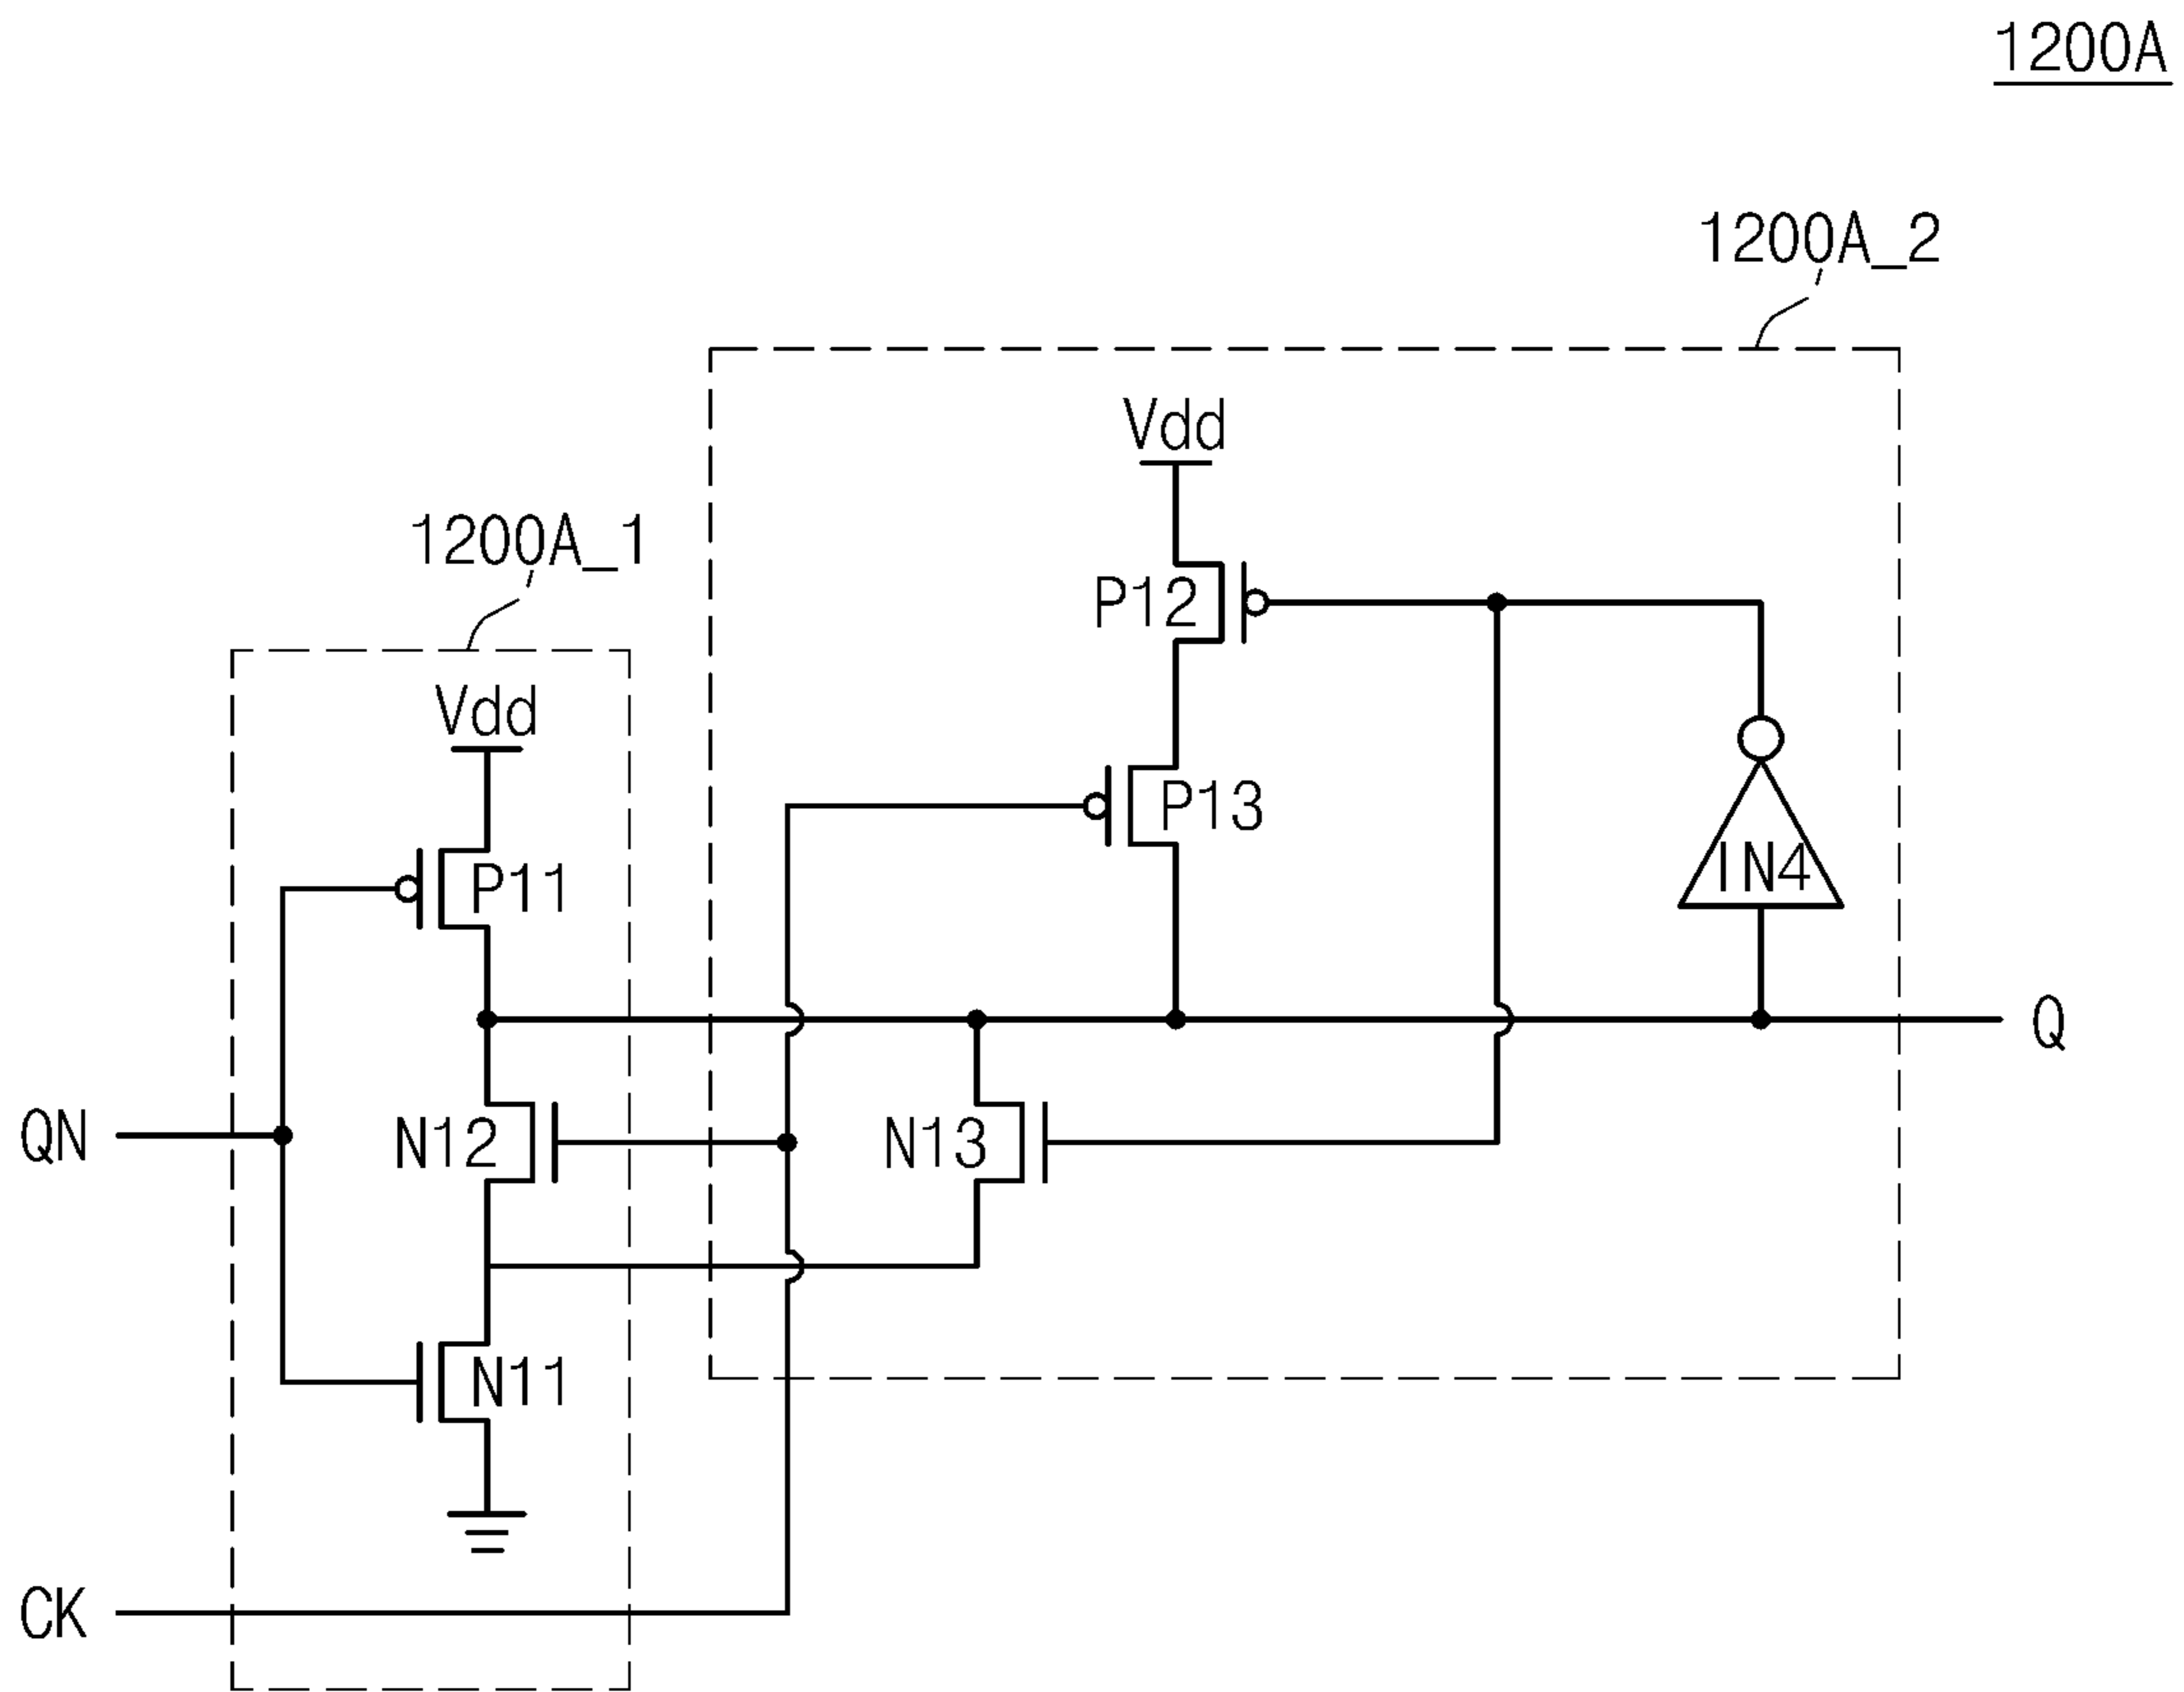 1200A
1200A_2
Vdd
1200A_1
P12
Vdd
P13
IN4
P11
Q
QN
N12
N13
N11
CK